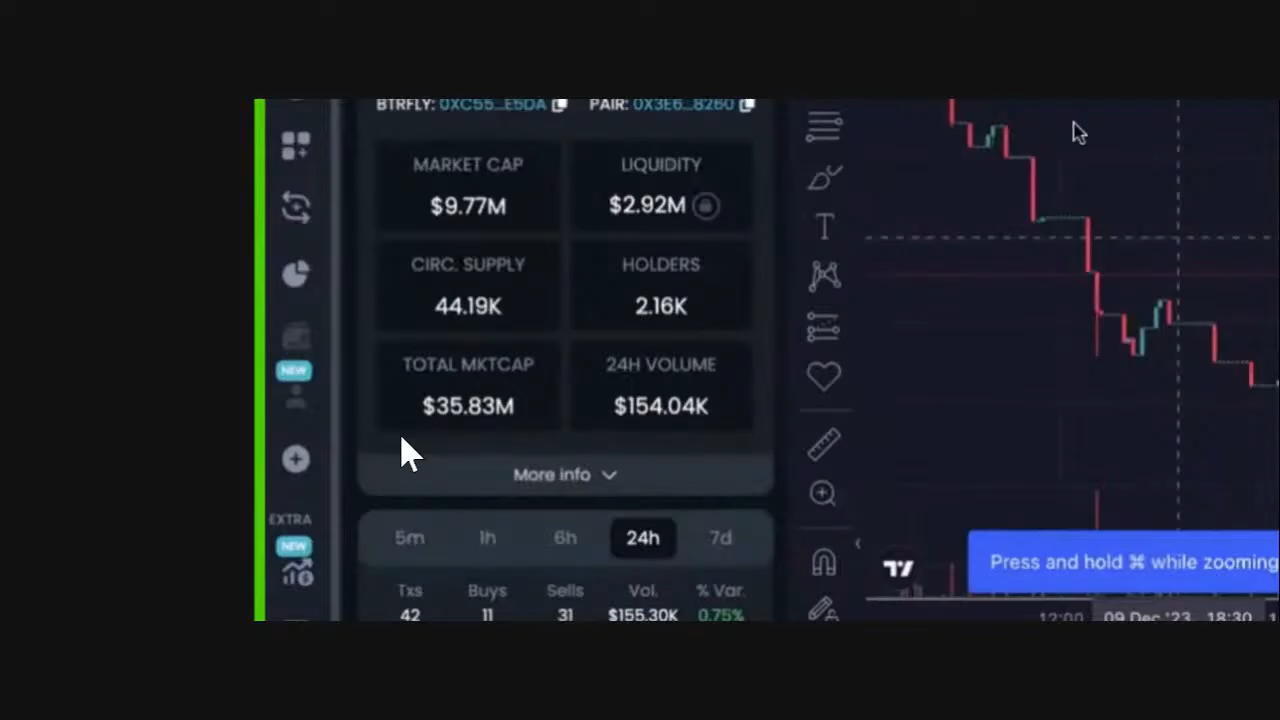 BTRFLY: 0XC55...E5DA PAIR: 0X3E6...8260
MARKET CAP LIQUIDITY
$9.77M $2.92M
CIRC. SUPPLY HOLDERS
44.19K 2.16K
TOTAL MKTCAP 24H VOLUME
$35.83M $154.04K
More info
NEW
EXTRA
NEW
5m 1h 6h 24h 7d
Txs Buys Sells Vol. % Var.
42 11 31 $155.30K 0.75%
T
Press and hold ⌘ while zooming
12:00 09 Dec '23 18:30